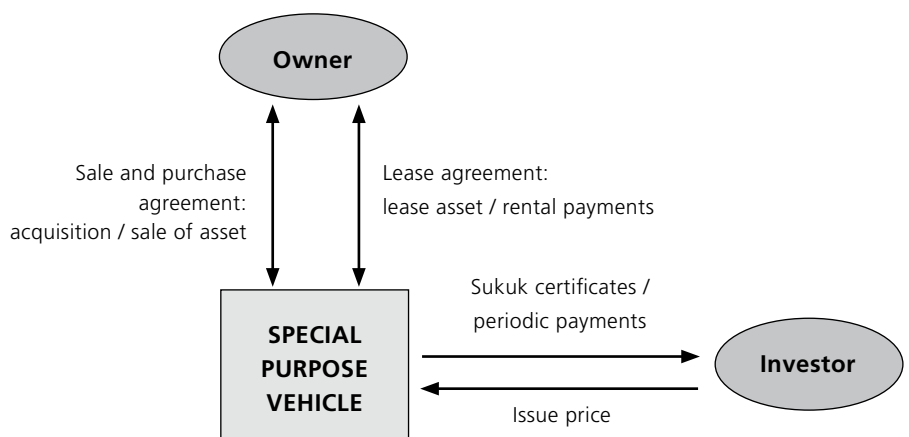 Owner
Sale and purchase
agreement:
acquisition / sale of asset
Lease agreement:
lease asset / rental payments
SPECIAL
PURPOSE
VEHICLE
Sukuk certificates /
periodic payments
Issue price
Investor